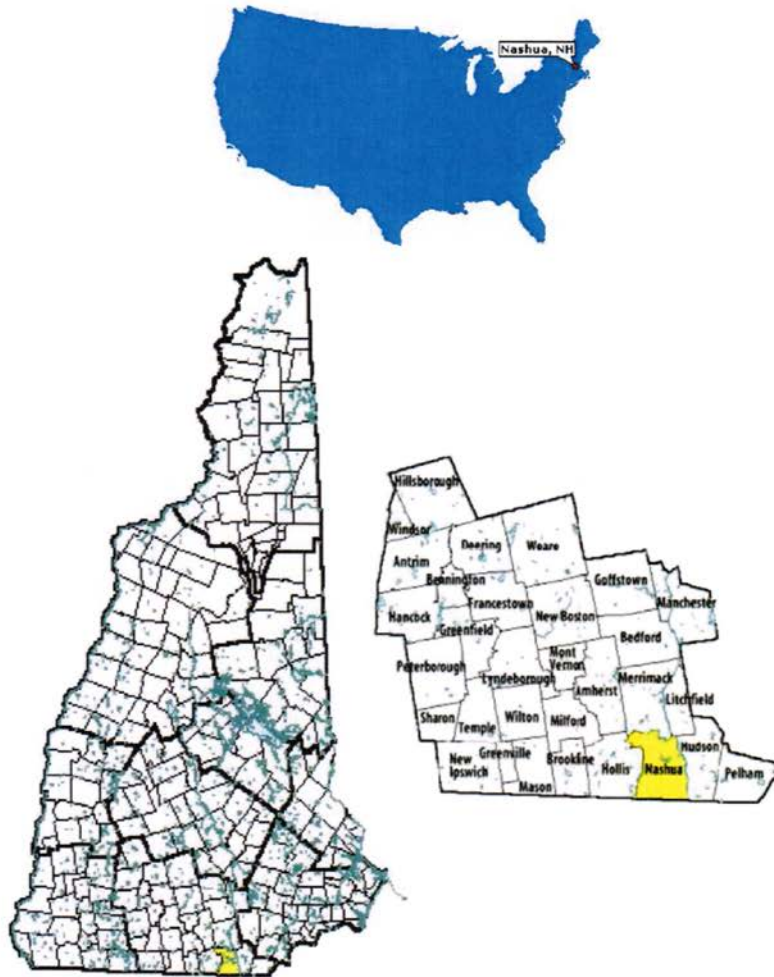 Nashua, NH
Hillsborough
Windsor
Deering
Weare
Antrim
Bennington
Goffstown
Manchester
Hancock
Francestown
New Boston
Greenfield
Bedford
Peterborough
Mont
Vernon
Lyndeborough
Merrimack
Amherst
Litchfield
Sharon
Temple
Wilton
Milford
Hudson
New
Ipswich
Greenville
Brookline
Hollis
Nashua
Pelham
Mason